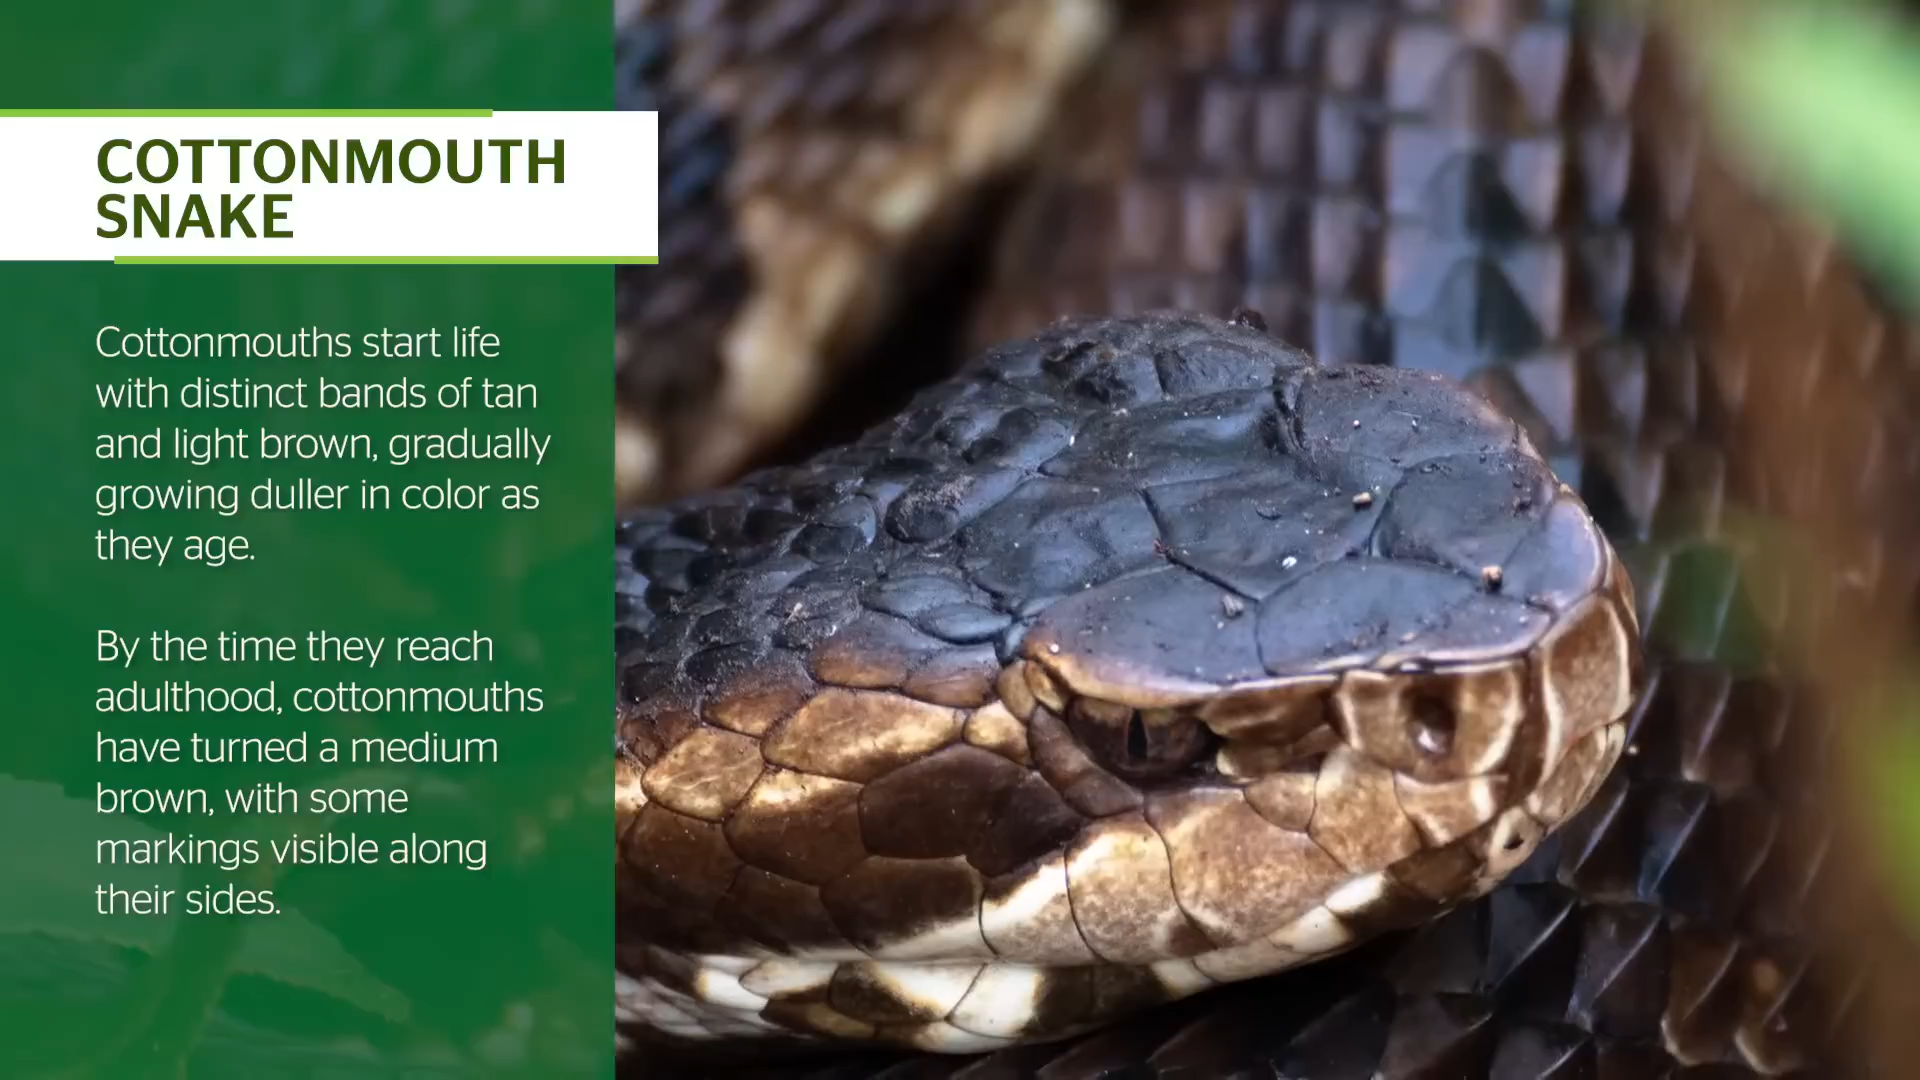 COTTONMOUTH
SNAKE
Cottonmouths start life
with distinct bands of tan
and light brown, gradually
growing duller in color as
they age.
By the time they reach
adulthood, cottonmouths
have turned a medium
brown, with some
markings visible along
their sides.